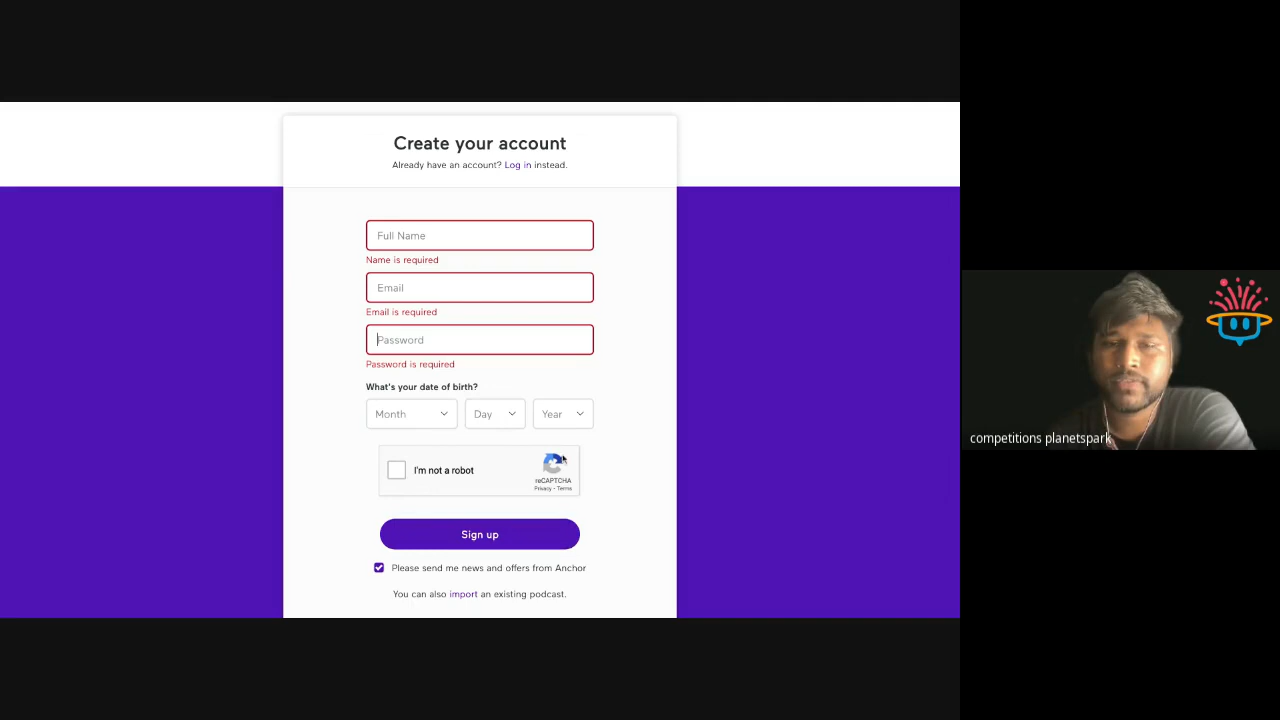 Create your account
Already have an account? Log in instead.
Full Name
Name is required
Email
Email is required
Password
Password is required
What's your date of birth?
Month Day Year
I'm not a robot
reCAPTCHA
Privacy - Terms
Sign up
Please send me news and offers from Anchor
You can also import an existing podcast.
competitions planetspark